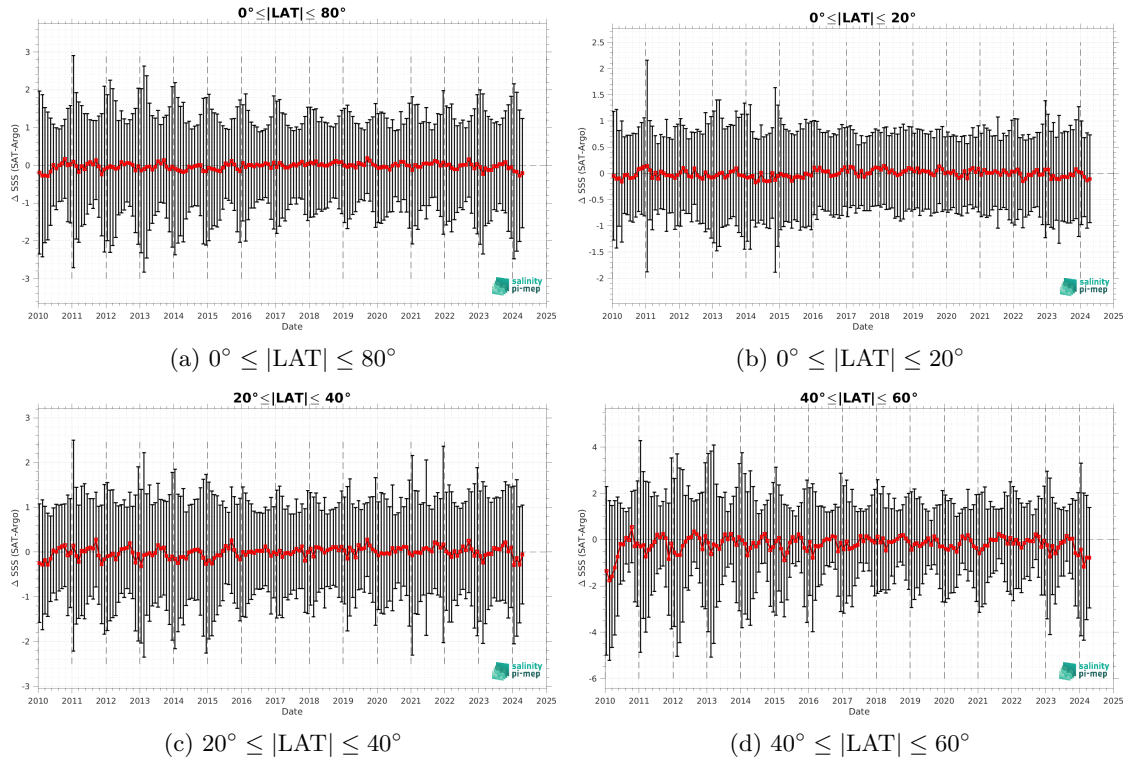 0°≤|LAT|≤ 80°
Δ SSS (SAT-Argo)
3
2
1
0
-1
-2
-3
salinity
pi-mep
2010 2011 2012 2013 2014 2015 2016 2017 2018 2019 2020 2021 2022 2023 2024 2025
Date
(a) 0° ≤ |LAT| ≤ 80°
0°≤|LAT|≤ 20°
Δ SSS (SAT-Argo)
2.5
2
1.5
1
0.5
0
-0.5
-1
-1.5
-2
salinity
pi-mep
2010 2011 2012 2013 2014 2015 2016 2017 2018 2019 2020 2021 2022 2023 2024 2025
Date
(b) 0° ≤ |LAT| ≤ 20°
20°≤|LAT|≤ 40°
Δ SSS (SAT-Argo)
3
2
1
0
-1
-2
-3
salinity
pi-mep
2010 2011 2012 2013 2014 2015 2016 2017 2018 2019 2020 2021 2022 2023 2024 2025
Date
(c) 20° ≤ |LAT| ≤ 40°
40°≤|LAT|≤ 60°
Δ SSS (SAT-Argo)
4
2
0
-2
-4
-6
salinity
pi-mep
2010 2011 2012 2013 2014 2015 2016 2017 2018 2019 2020 2021 2022 2023 2024 2025
Date
(d) 40° ≤ |LAT| ≤ 60°